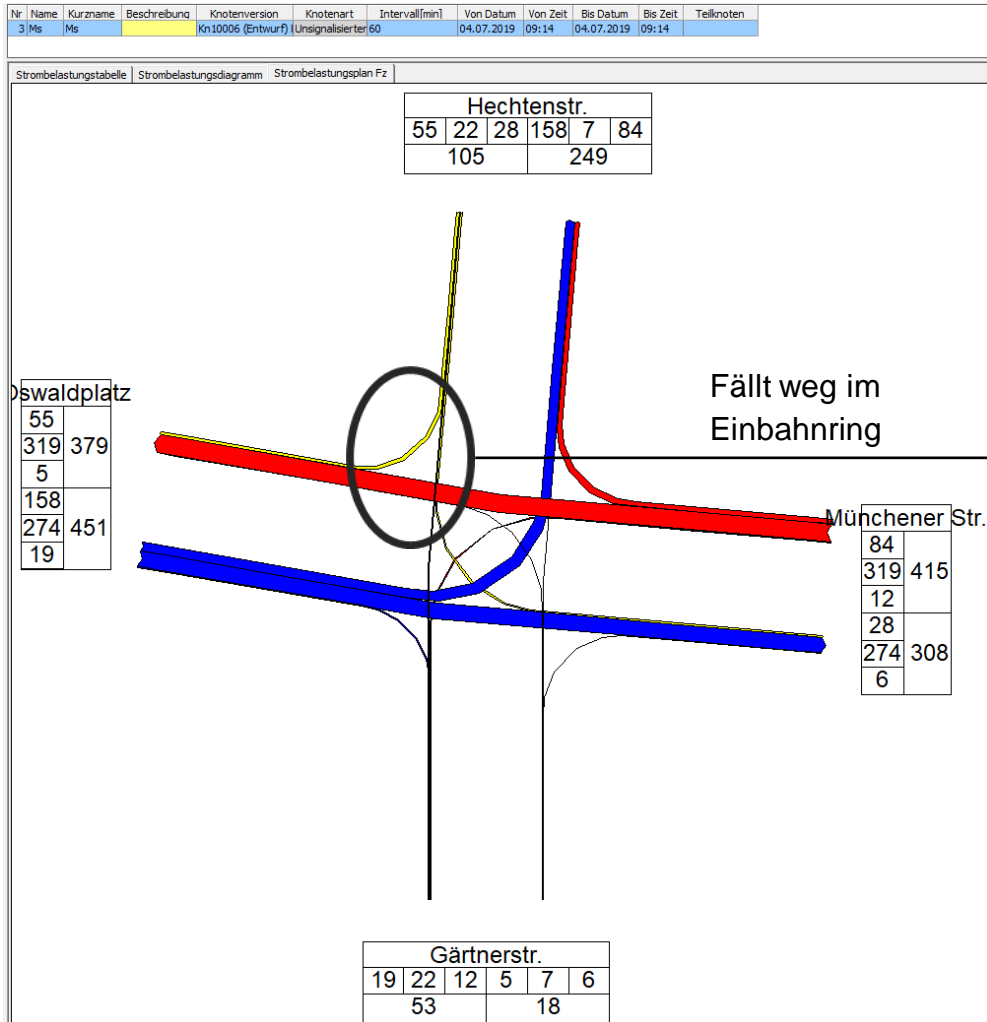 Nr Name Kurzname Beschreibung Knotenversion Knotenart Intervall[min] Von Datum Von Zeit Bis Datum Bis Zeit Teilknoten
3 Ms Ms Kn10006 (Entwurf) Unsignalisierter 60 04.07.2019 09:14 04.07.2019 09:14
Strombelastungstabelle Strombelastungsdiagramm Strombelastungsplan Fz
Hechtenstr.
55 22 28 158 7 84
105 249
Fällt weg im
Einbahnring
Oswaldplatz
55
319 379
5
158
274 451
19
Münchener Str.
84
319 415
12
28
274 308
6
Gärtnerstr.
19 22 12 5 7 6
53 18